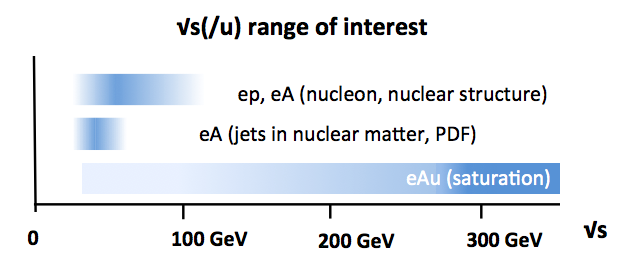 √s(/u) range of interest
ep, eA (nucleon, nuclear structure)
eA (jets in nuclear matter, PDF)
eAu (saturation)
0 100 GeV 200 GeV 300 GeV √s